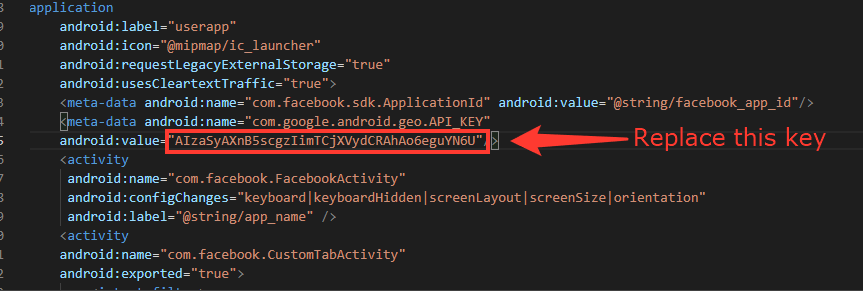 application
android:label="userapp"
android:icon="@mipmap/ic_launcher"
android:requestLegacyExternalStorage="true"
android:usesCleartextTraffic="true">
<meta-data android:name="com.facebook.sdk.ApplicationId" android:value="@string/facebook_app_id"/>
<meta-data android:name="com.google.android.geo.API_KEY"
android:value="AIzaSyAXnB5scgzIimTCjXVydCRAhAo6eguYN6U"/> Replace this key
<activity
android:name="com.facebook.FacebookActivity"
android:configChanges="keyboard|keyboardHidden|screenLayout|screenSize|orientation"
android:label="@string/app_name" />
<activity
android:name="com.facebook.CustomTabActivity"
android:exported="true">